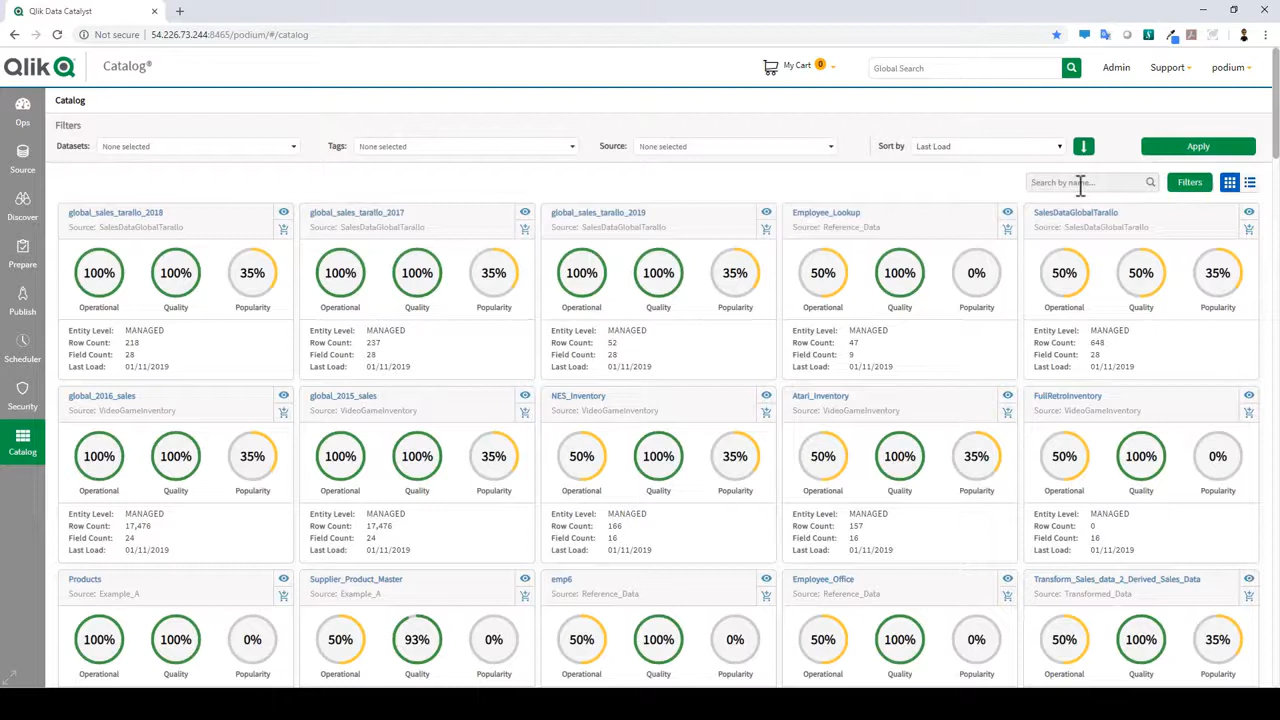 Qlik Data Catalyst
Not secure | 54.226.73.244:8465/podium/#/catalog
Qlik Catalog® My Cart 0 Global Search Admin Support podium
Ops
Source
Discover
Prepare
Publish
Scheduler
Security
Catalog
Catalog
Filters
Datasets: None selected Tags: None selected Source: None selected Sort by Last Load Apply
Search by name... Filters
global_sales_tarallo_2018 global_sales_tarallo_2017 global_sales_tarallo_2019 Employee_Lookup SalesDataGlobalTarallo
Source: SalesDataGlobalTarallo Source: SalesDataGlobalTarallo Source: SalesDataGlobalTarallo Source: Reference_Data Source: SalesDataGlobalTarallo
100% 100% 35% 100% 100% 35% 100% 100% 35% 50% 100% 0% 50% 50% 35%
Operational Quality Popularity Operational Quality Popularity Operational Quality Popularity Operational Quality Popularity Operational Quality Popularity
Entity Level: MANAGED Entity Level: MANAGED Entity Level: MANAGED Entity Level: MANAGED Entity Level: MANAGED
Row Count: 218 Row Count: 237 Row Count: 52 Row Count: 47 Row Count: 648
Field Count: 28 Field Count: 28 Field Count: 28 Field Count: 9 Field Count: 28
Last Load: 01/11/2019 Last Load: 01/11/2019 Last Load: 01/11/2019 Last Load: 01/11/2019 Last Load: 01/11/2019
global_2016_sales global_2015_sales NES_Inventory Atari_Inventory FullRetroInventory
Source: VideoGameInventory Source: VideoGameInventory Source: VideoGameInventory Source: VideoGameInventory Source: VideoGameInventory
100% 100% 35% 100% 100% 35% 50% 100% 35% 50% 100% 35% 50% 100% 0%
Operational Quality Popularity Operational Quality Popularity Operational Quality Popularity Operational Quality Popularity Operational Quality Popularity
Entity Level: MANAGED Entity Level: MANAGED Entity Level: MANAGED Entity Level: MANAGED Entity Level: MANAGED
Row Count: 17,476 Row Count: 17,476 Row Count: 166 Row Count: 157 Row Count: 0
Field Count: 24 Field Count: 24 Field Count: 16 Field Count: 16 Field Count: 16
Last Load: 01/11/2019 Last Load: 01/11/2019 Last Load: 01/11/2019 Last Load: 01/11/2019 Last Load: 01/11/2019
Products Supplier_Product_Master emp6 Employee_Office Transform_Sales_data_2_Derived_Sales_Data
Source: Example_A Source: Example_A Source: Reference_Data Source: Reference_Data Source: Transformed_Data
100% 100% 0% 50% 93% 0% 50% 100% 0% 50% 100% 0% 50% 100% 35%
Operational Quality Popularity Operational Quality Popularity Operational Quality Popularity Operational Quality Popularity Operational Quality Popularity